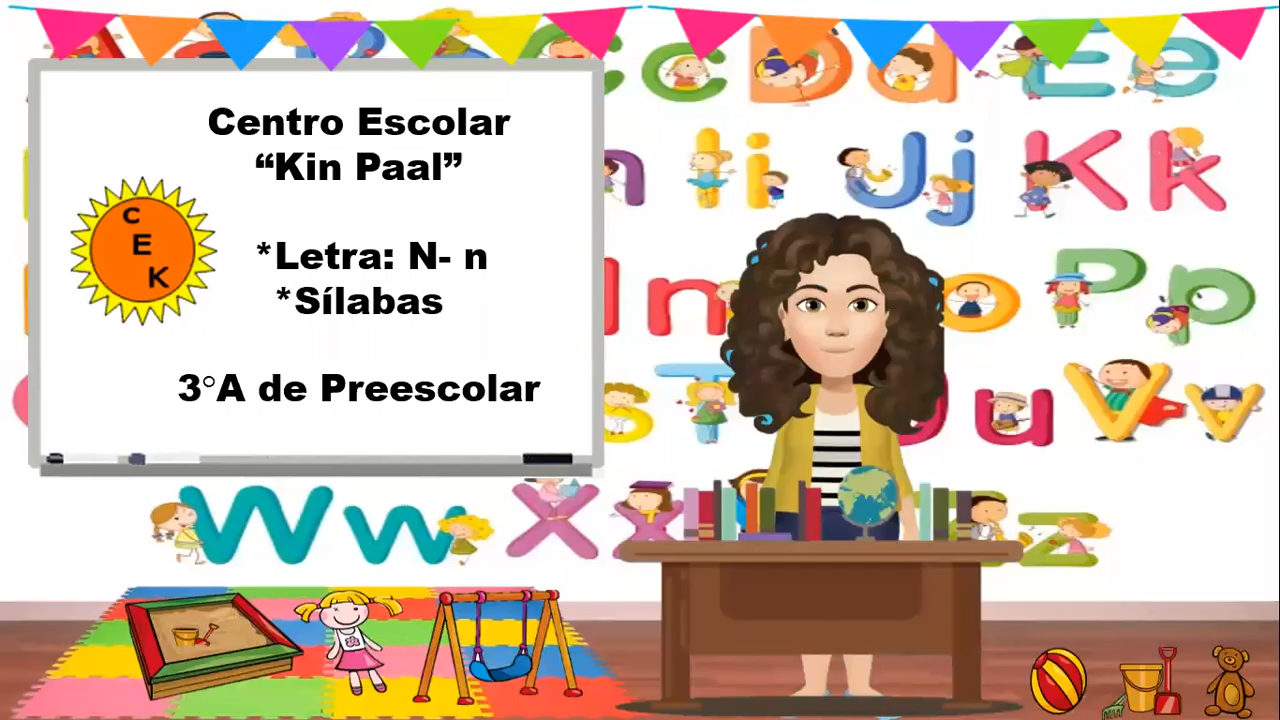 Centro Escolar
“Kin Paal”
C
E
K
*Letra: N- n
*Sílabas
3°A de Preescolar
c D d E e
n I i J j K k
m o P p
s T u V v
W w X x z